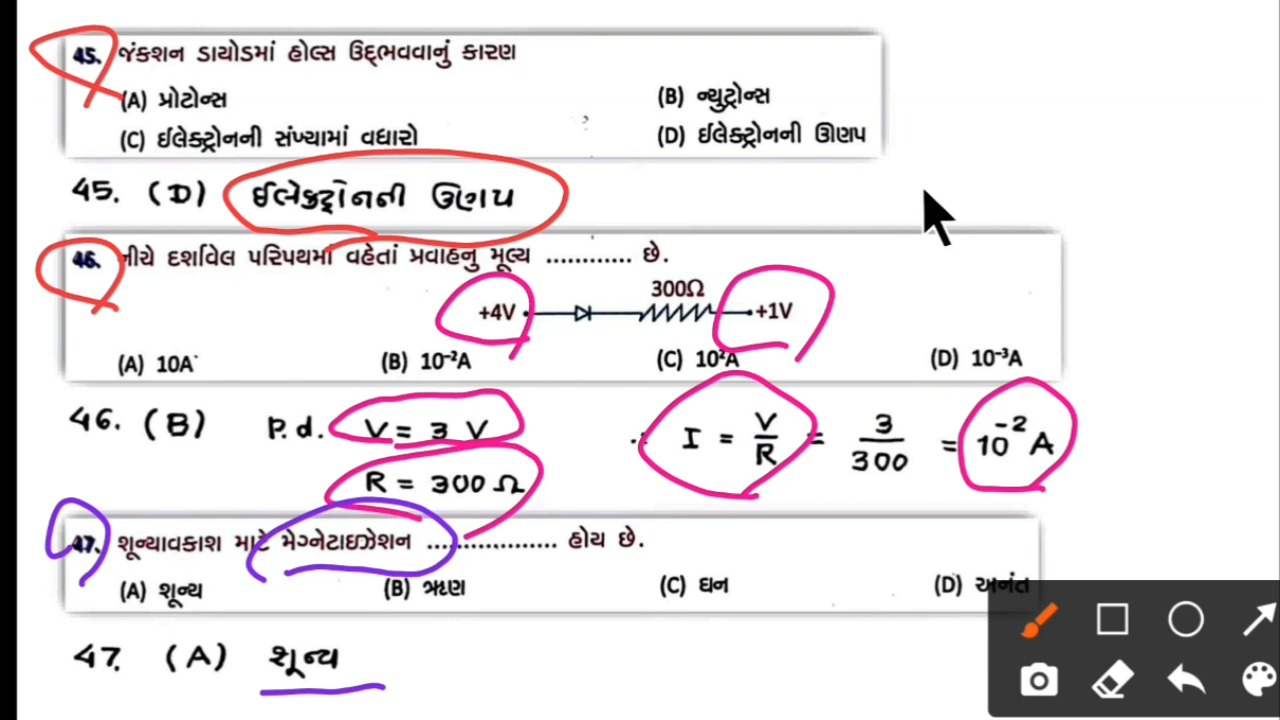 45. જંકશન ડાયોડમાં હોલ્સ ઉદ્ભવવાનું કારણ
(A) પ્રોટોન્સ (B) ન્યુટ્રોન્સ
(C) ઈલેક્ટ્રોનની સંખ્યામાં વધારો (D) ઈલેક્ટ્રોનની ઊણપ
45. (D) ઈલેક્ટ્રોનની ઉણપ
46. નીચે દર્શાવેલ પરિપથમાં વહેતાં પ્રવાહનું મૂલ્ય ............ છે.
300Ω
+4V +1V
(A) 10A (B) 10⁻²A (C) 10²A (D) 10⁻³A
46. (B) P.d. V = 3 V ∴ I = V/R = 3/300 = 10⁻² A
R = 300 Ω
47. શૂન્યાવકાશ માટે મેગ્નેટાઇઝેશન ................. હોય છે.
(A) શૂન્ય (B) ઋણ (C) ઘન (D) અનંત
47. (A) શૂન્ય